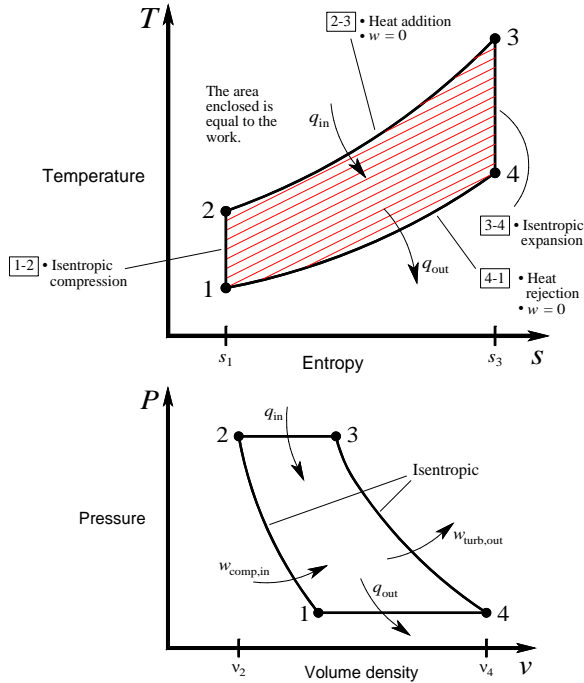 T
2-3 • Heat addition
• w = 0
3
The area
enclosed is
equal to the
work.
q_in
Temperature
4
2
3-4 • Isentropic
expansion
1-2 • Isentropic
compression
1
q_out
4-1 • Heat
rejection
• w = 0
s_1
Entropy
s_3
s
P
q_in
2
3
Isentropic
Pressure
w_turb,out
w_comp,in
q_out
1
4
v_2
Volume density
v_4
v